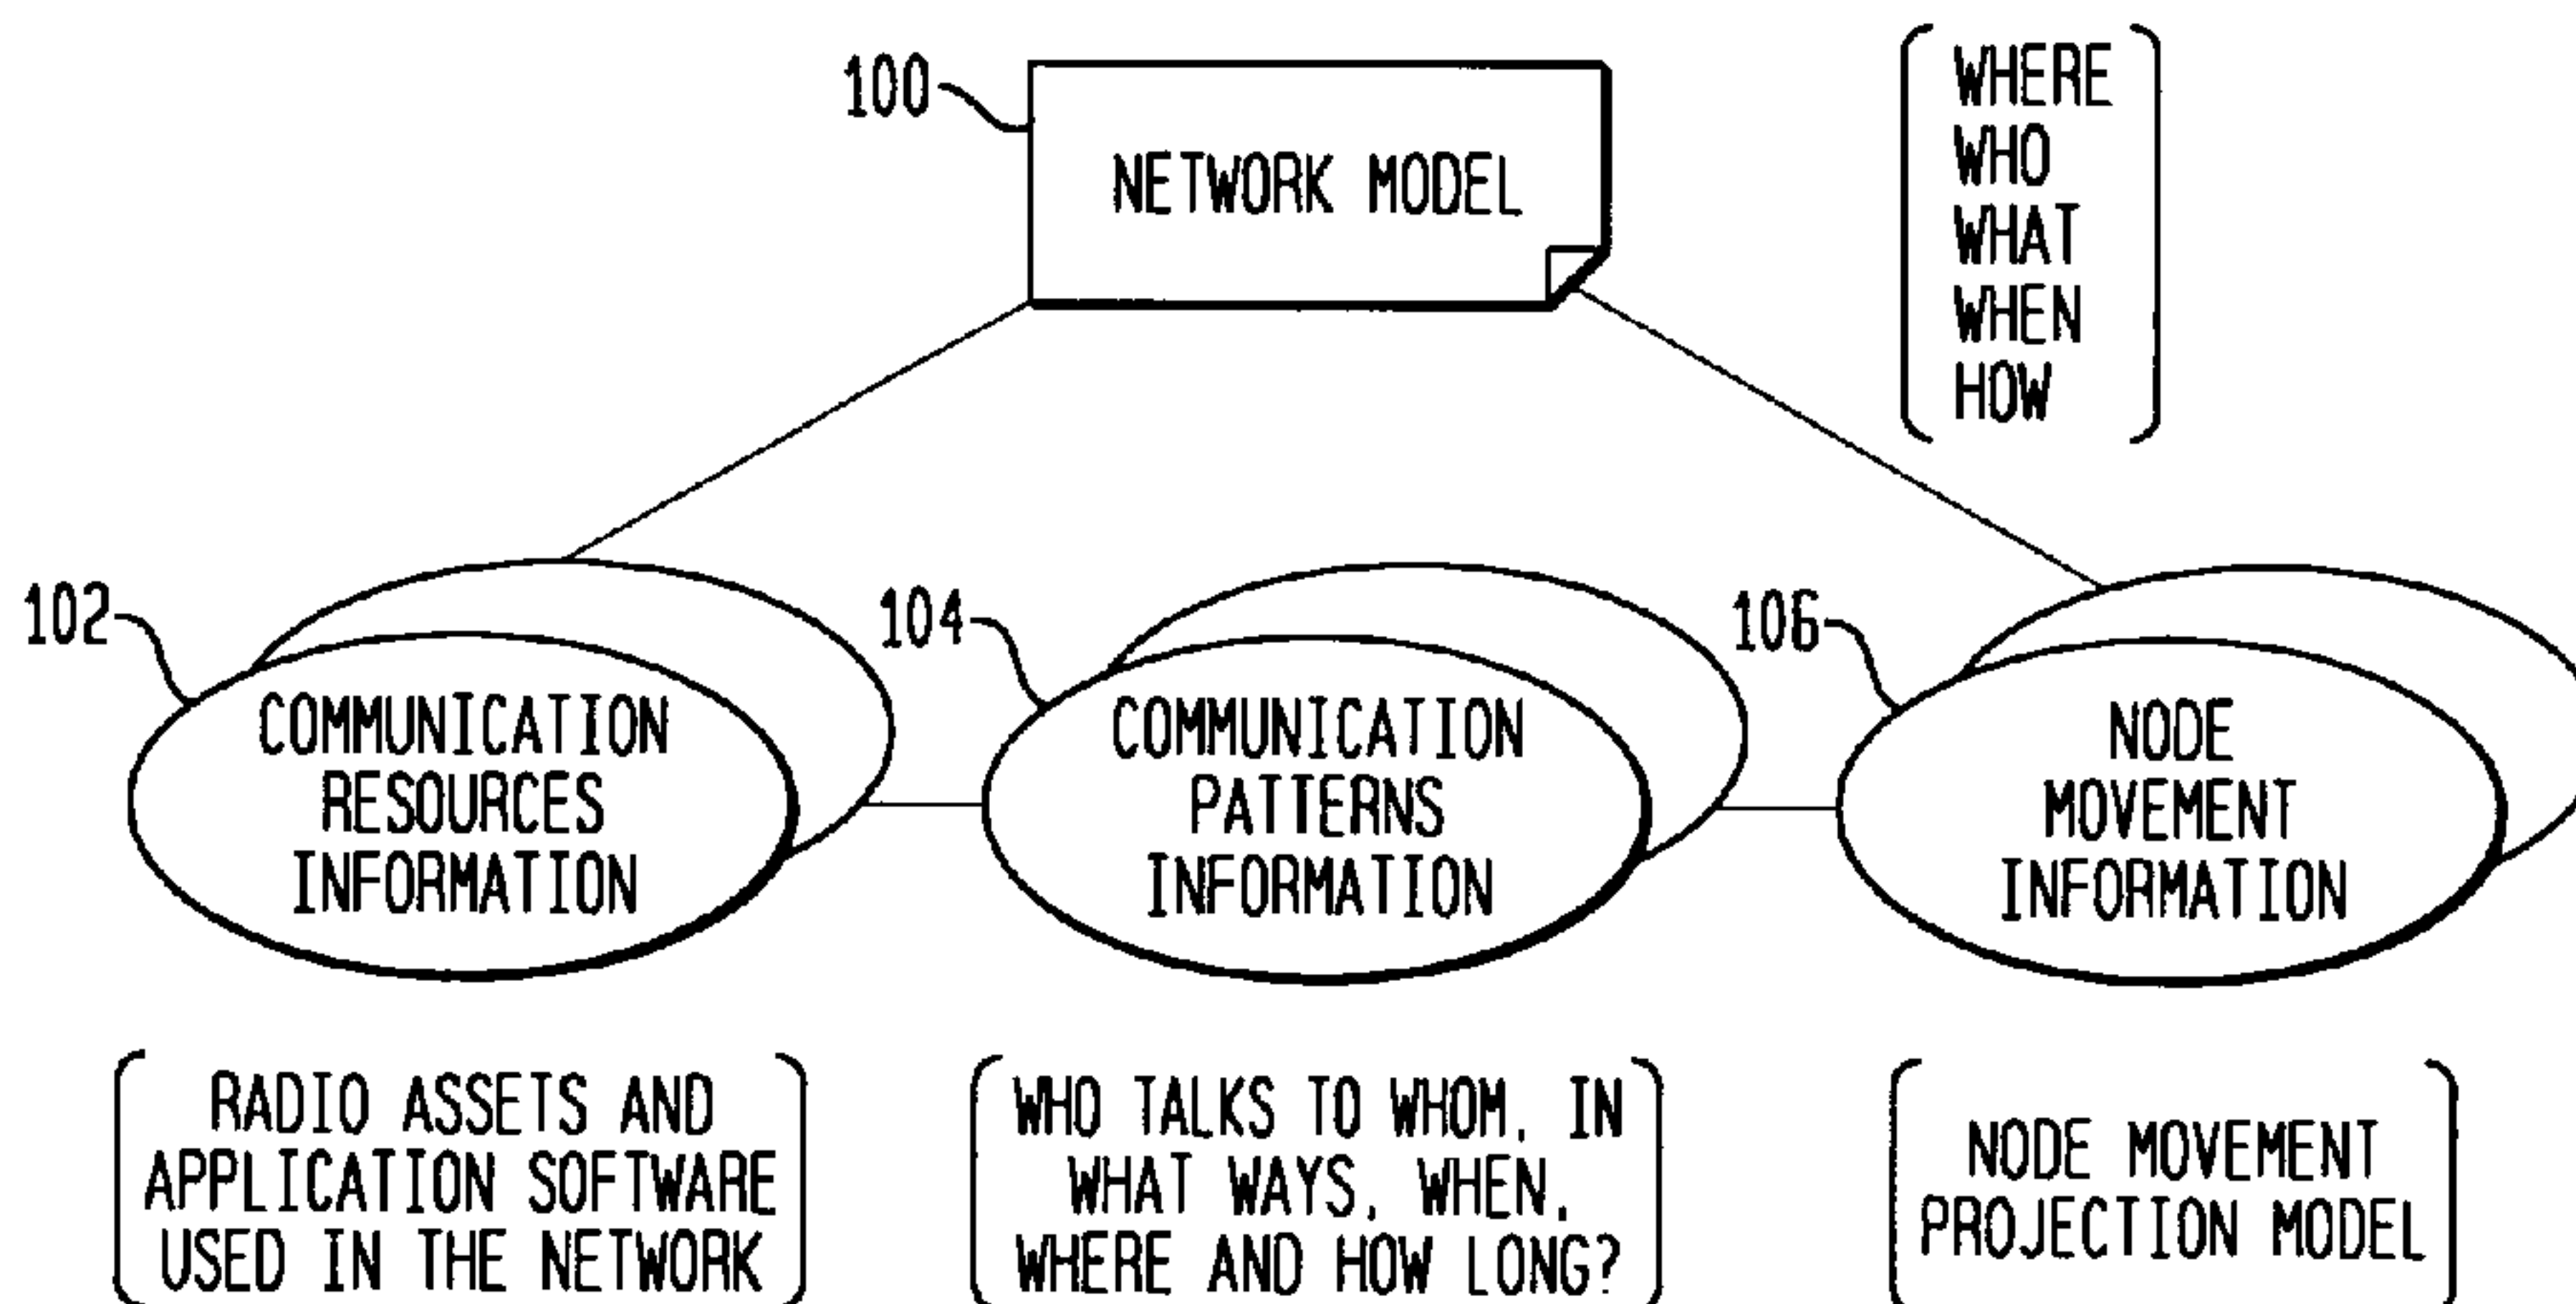 100
NETWORK MODEL
WHERE
WHO
WHAT
WHEN
HOW
102
COMMUNICATION
RESOURCES
INFORMATION
104
COMMUNICATION
PATTERNS
INFORMATION
106
NODE
MOVEMENT
INFORMATION
RADIO ASSETS AND
APPLICATION SOFTWARE
USED IN THE NETWORK
WHO TALKS TO WHOM, IN
WHAT WAYS, WHEN,
WHERE AND HOW LONG?
NODE MOVEMENT
PROJECTION MODEL